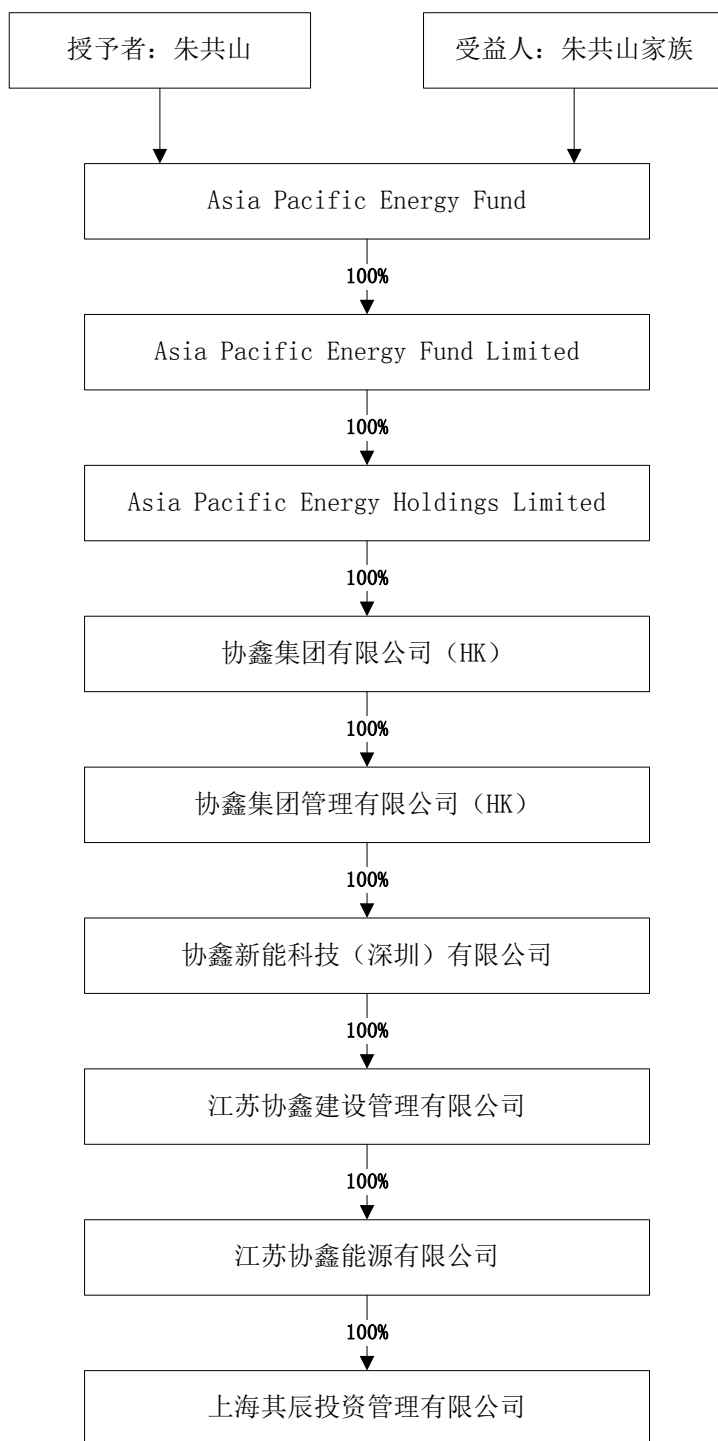 授予者：朱共山
受益人：朱共山家族
Asia Pacific Energy Fund
100%
Asia Pacific Energy Fund Limited
100%
Asia Pacific Energy Holdings Limited
100%
协鑫集团有限公司（HK）
100%
协鑫集团管理有限公司（HK）
100%
协鑫新能科技（深圳）有限公司
100%
江苏协鑫建设管理有限公司
100%
江苏协鑫能源有限公司
100%
上海其辰投资管理有限公司